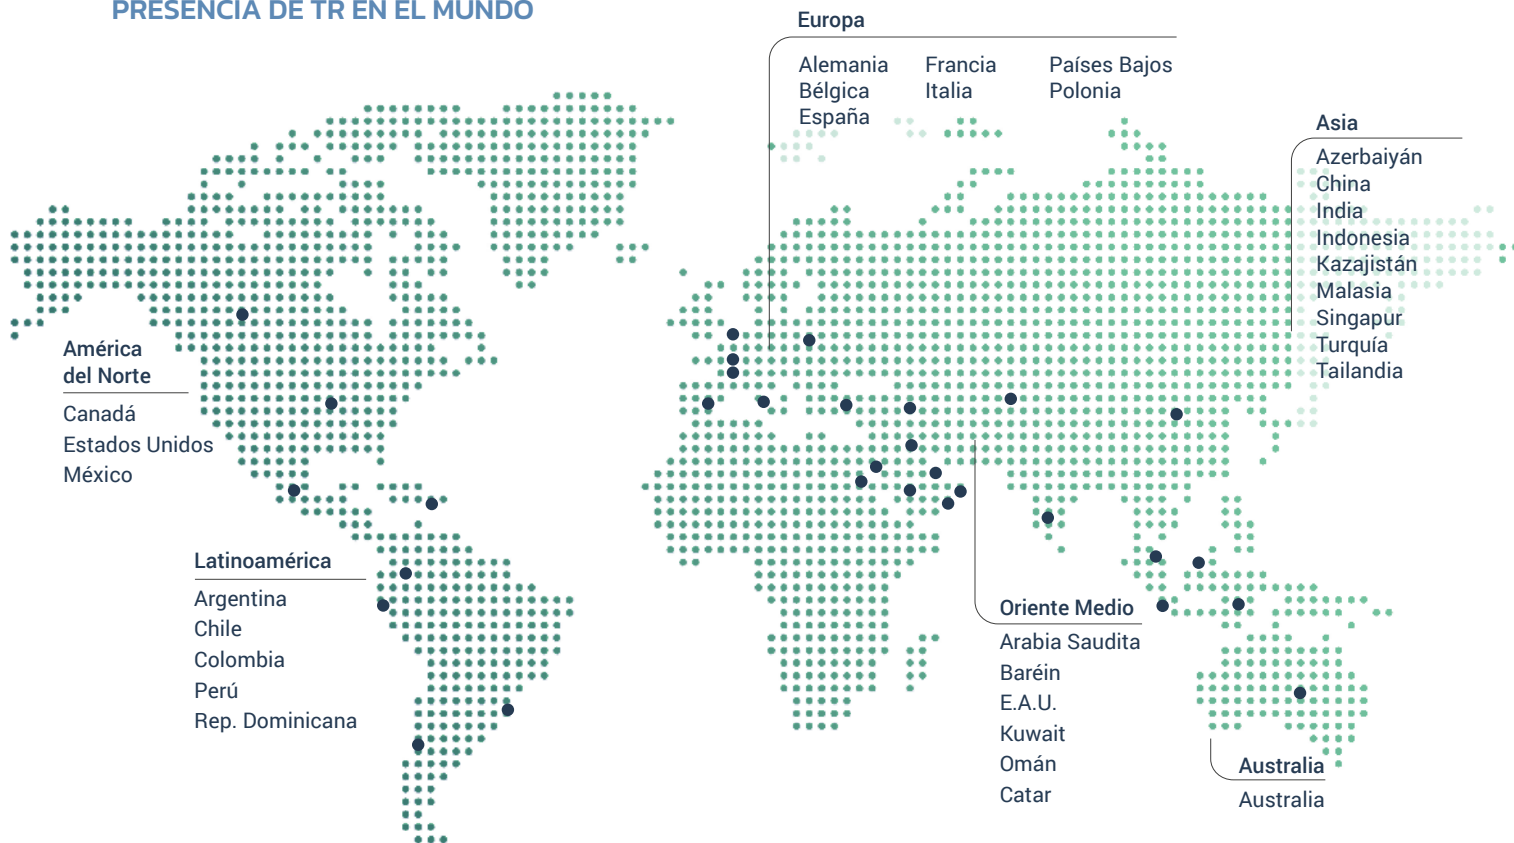 PRESENCIA DE TR EN EL MUNDO
Europa
Alemania
Bélgica
España
Francia
Italia
Países Bajos
Polonia
Asia
Azerbaiyán
China
India
Indonesia
Kazajistán
Malasia
Singapur
Turquía
Tailandia
América
del Norte
Canadá
Estados Unidos
México
Latinoamérica
Argentina
Chile
Colombia
Perú
Rep. Dominicana
Oriente Medio
Arabia Saudita
Baréin
E.A.U.
Kuwait
Omán
Catar
Australia
Australia